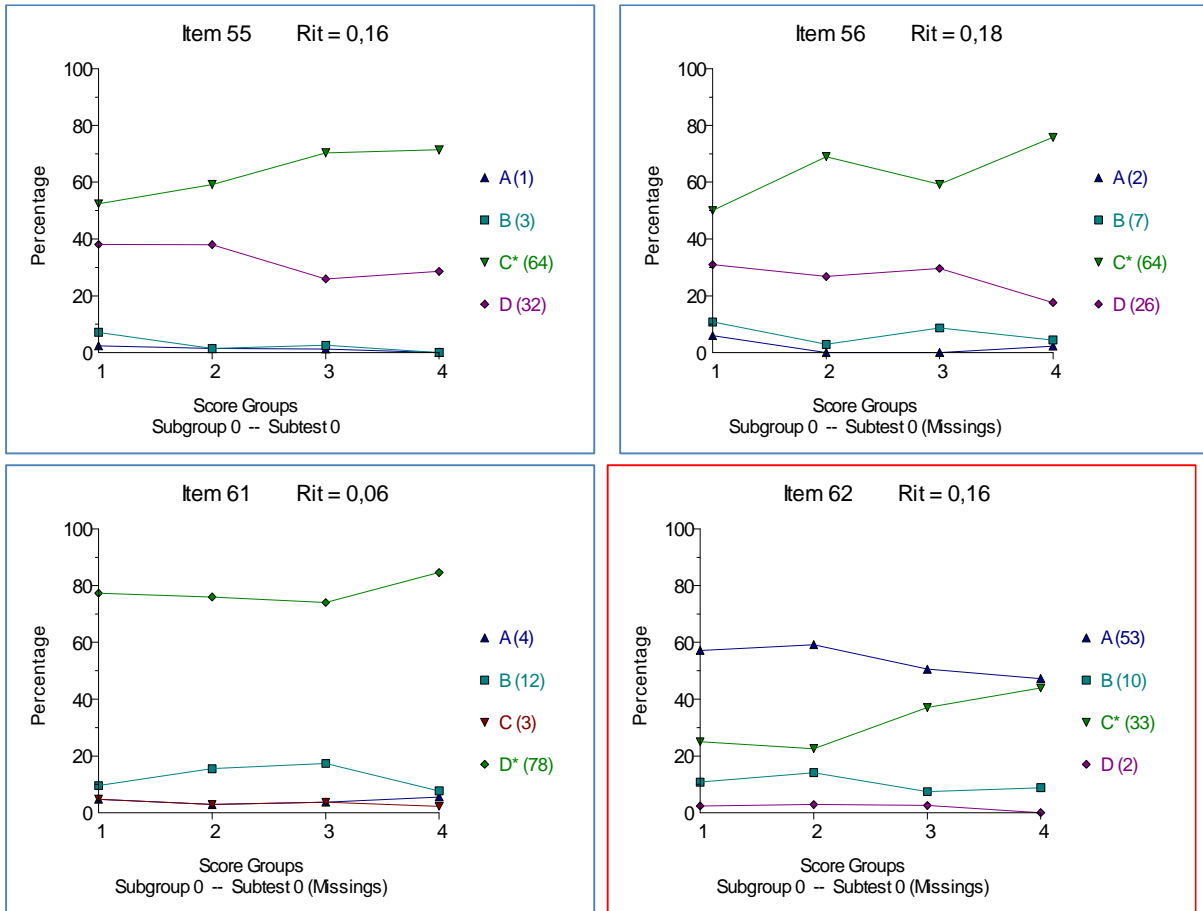 Item 55 Rit = 0,16
100
80
60
40
20
0
Percentage
1 2 3 4
Score Groups
Subgroup 0 -- Subtest 0
A (1)
B (3)
C* (64)
D (32)
Item 56 Rit = 0,18
100
80
60
40
20
0
Percentage
1 2 3 4
Score Groups
Subgroup 0 -- Subtest 0 (Missings)
A (2)
B (7)
C* (64)
D (26)
Item 61 Rit = 0,06
100
80
60
40
20
0
Percentage
1 2 3 4
Score Groups
Subgroup 0 -- Subtest 0 (Missings)
A (4)
B (12)
C (3)
D* (78)
Item 62 Rit = 0,16
100
80
60
40
20
0
Percentage
1 2 3 4
Score Groups
Subgroup 0 -- Subtest 0 (Missings)
A (53)
B (10)
C* (33)
D (2)